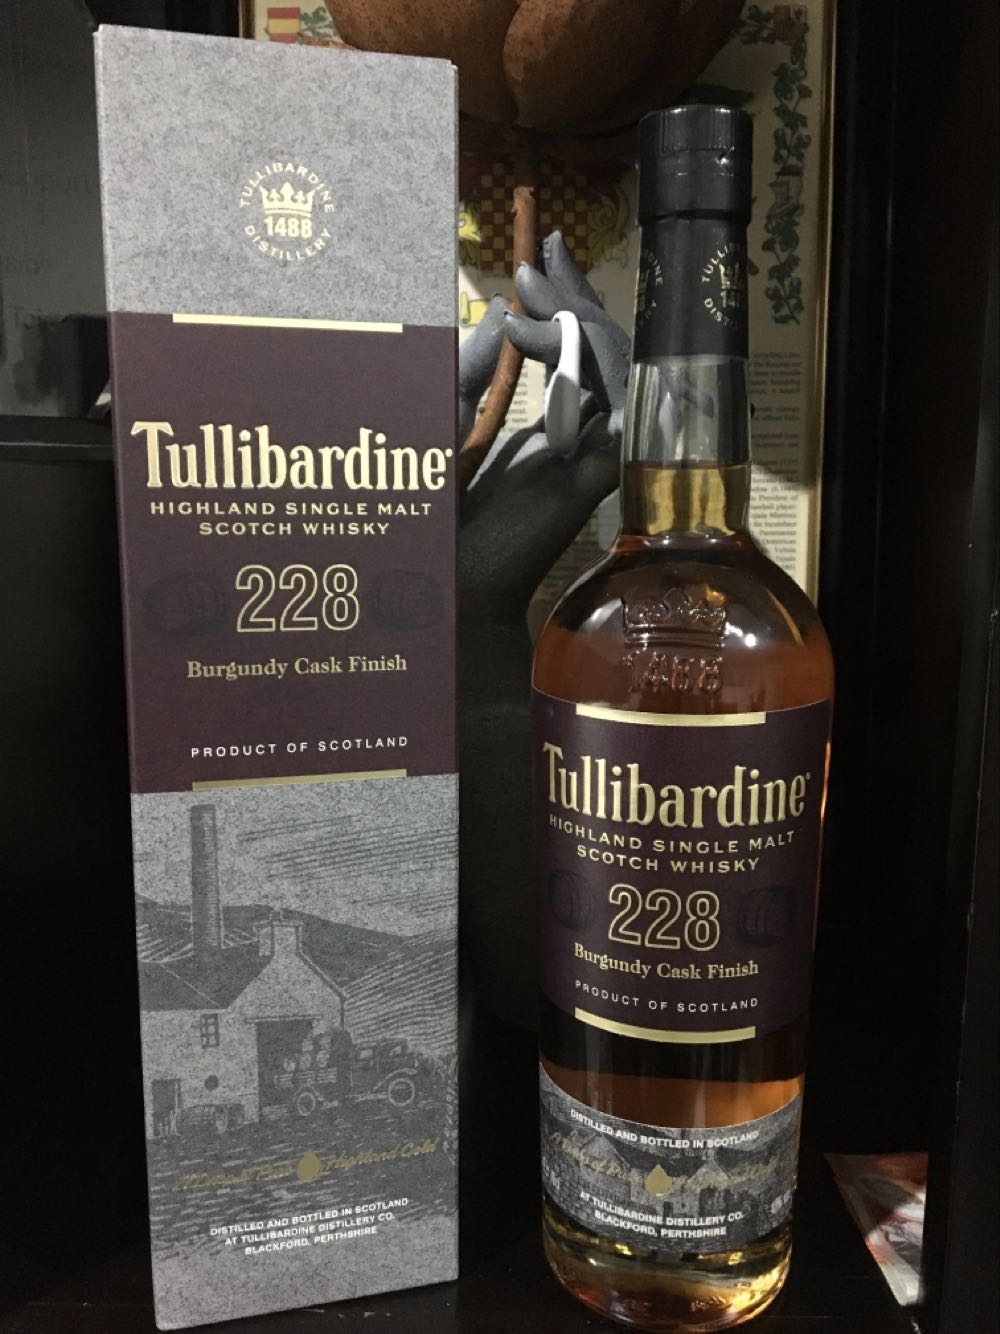 TULLIBARDINE
1488
DISTILLERY
Tullibardine
HIGHLAND SINGLE MALT
SCOTCH WHISKY
228
Burgundy Cask Finish
PRODUCT OF SCOTLAND
Highland Gold
DISTILLED AND BOTTLED IN SCOTLAND
AT TULLIBARDINE DISTILLERY CO.
BLACKFORD, PERTHSHIRE
1488
Tullibardine
HIGHLAND SINGLE MALT
SCOTCH WHISKY
228
Burgundy Cask Finish
PRODUCT OF SCOTLAND
DISTILLED AND BOTTLED IN SCOTLAND
AT TULLIBARDINE DISTILLERY CO.
BLACKFORD, PERTHSHIRE